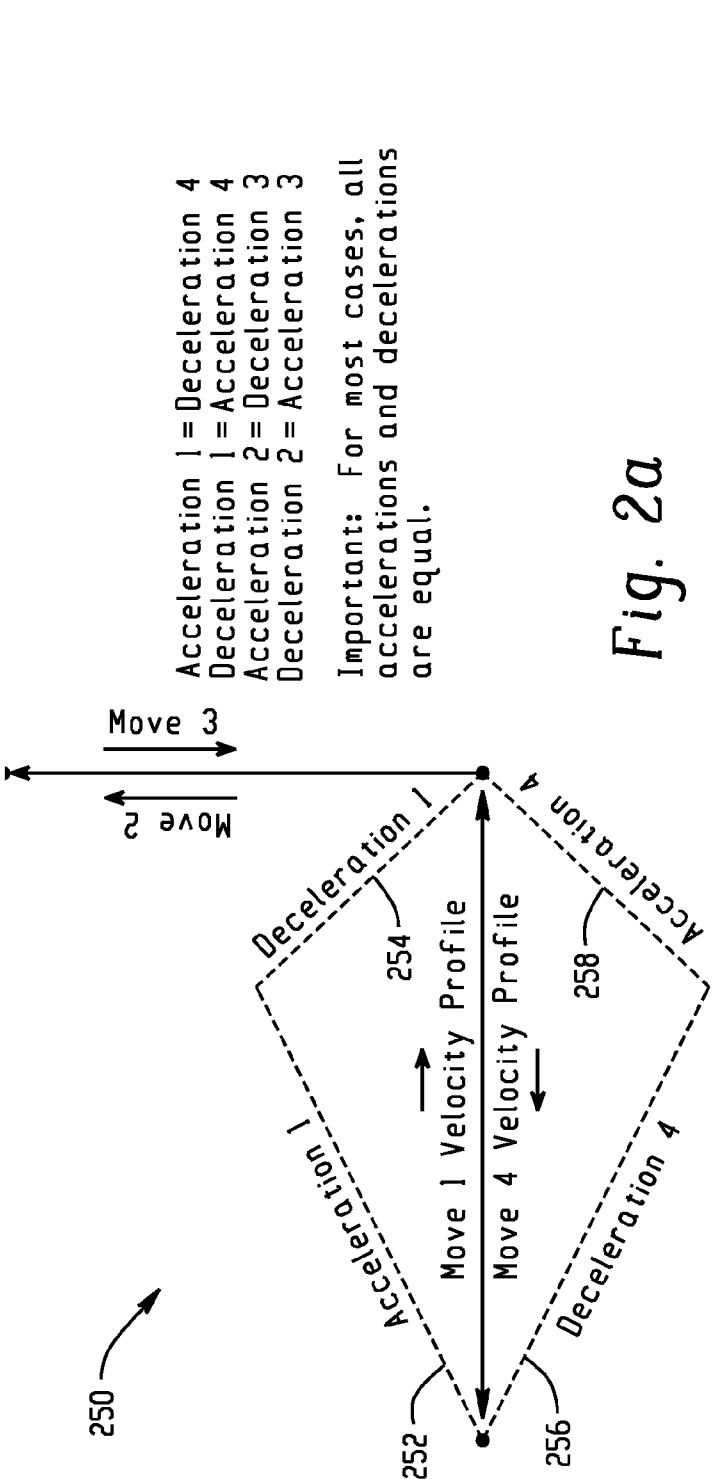 250
252
Acceleration 1
Deceleration 1
254
Move 2
Move 3
Move 1 Velocity Profile
Move 4 Velocity Profile
256
Deceleration 4
258
Acceleration 4
Acceleration 1 = Deceleration 4
Deceleration 1 = Acceleration 4
Acceleration 2 = Deceleration 3
Deceleration 2 = Acceleration 3
Important: For most cases, all
accelerations and decelerations
are equal.
Fig. 2a